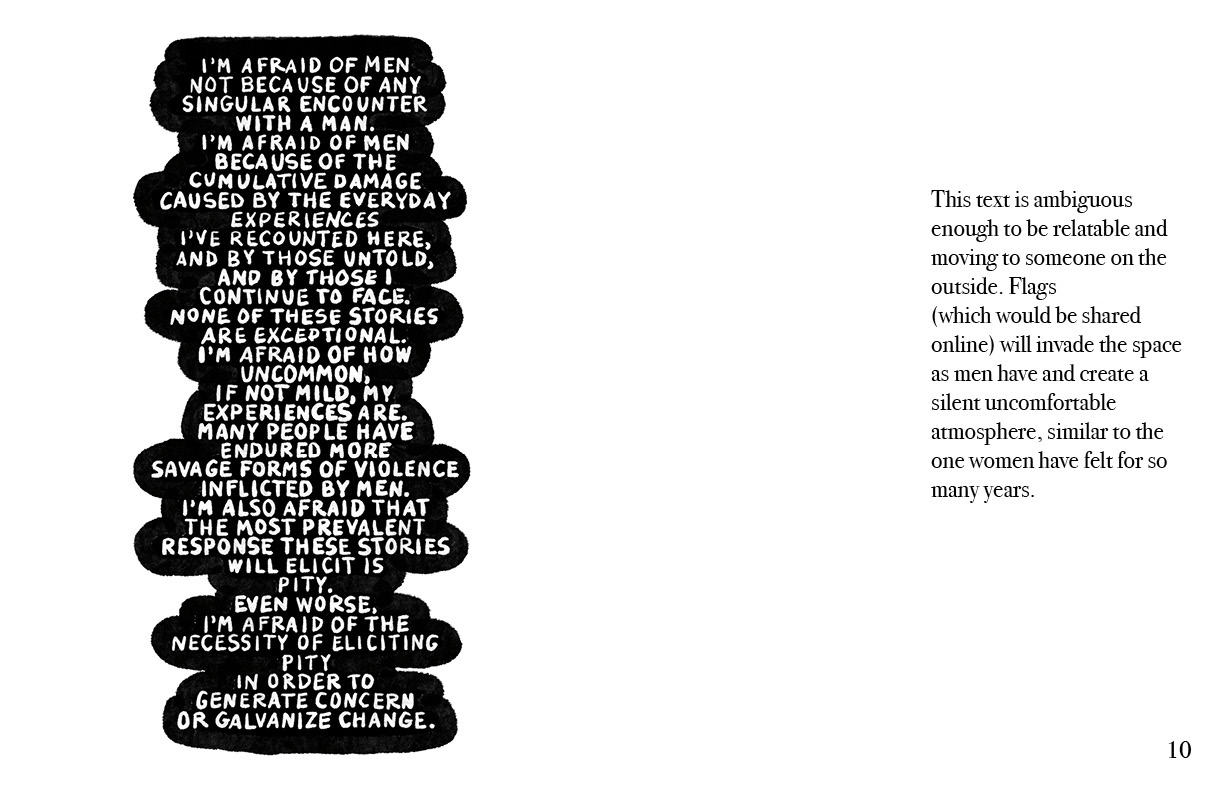 I'M AFRAID OF MEN
NOT BECAUSE OF ANY
SINGULAR ENCOUNTER
WITH A MAN.
I'M AFRAID OF MEN
BECAUSE OF THE
CUMULATIVE DAMAGE
CAUSED BY THE EVERYDAY
EXPERIENCES
I'VE RECOUNTED HERE,
AND BY THOSE UNTOLD,
AND BY THOSE I
CONTINUE TO FACE.
NONE OF THESE STORIES
ARE EXCEPTIONAL.
I'M AFRAID OF HOW
UNCOMMON,
IF NOT MILD, MY
EXPERIENCES ARE.
MANY PEOPLE HAVE
ENDURED MORE
SAVAGE FORMS OF VIOLENCE
INFLICTED BY MEN.
I'M ALSO AFRAID THAT
THE MOST PREVALENT
RESPONSE THESE STORIES
WILL ELICIT IS
PITY.
EVEN WORSE,
I'M AFRAID OF THE
NECESSITY OF ELICITING
PITY
IN ORDER TO
GENERATE CONCERN
OR GALVANIZE CHANGE.
This text is ambiguous
enough to be relatable and
moving to someone on the
outside. Flags
(which would be shared
online) will invade the space
as men have and create a
silent uncomfortable
atmosphere, similar to the
one women have felt for so
many years.
10